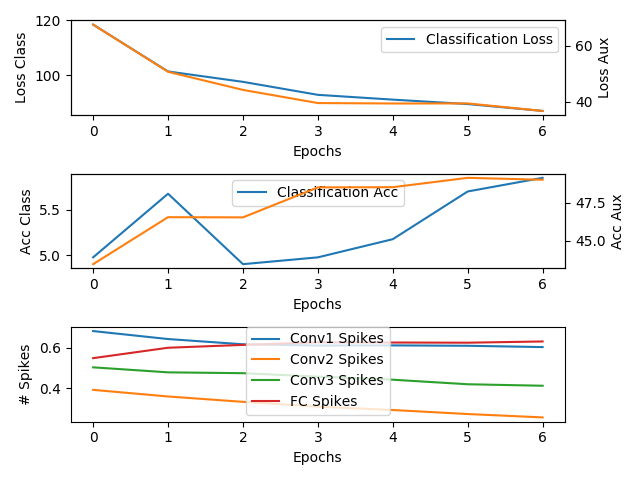 120
100
60
40
Loss Class
Loss Aux
Classification Loss
0 1 2 3 4 5 6
Epochs
5.5
5.0
47.5
45.0
Acc Class
Acc Aux
Classification Acc
0 1 2 3 4 5 6
Epochs
0.6
0.4
# Spikes
Conv1 Spikes
Conv2 Spikes
Conv3 Spikes
FC Spikes
0 1 2 3 4 5 6
Epochs